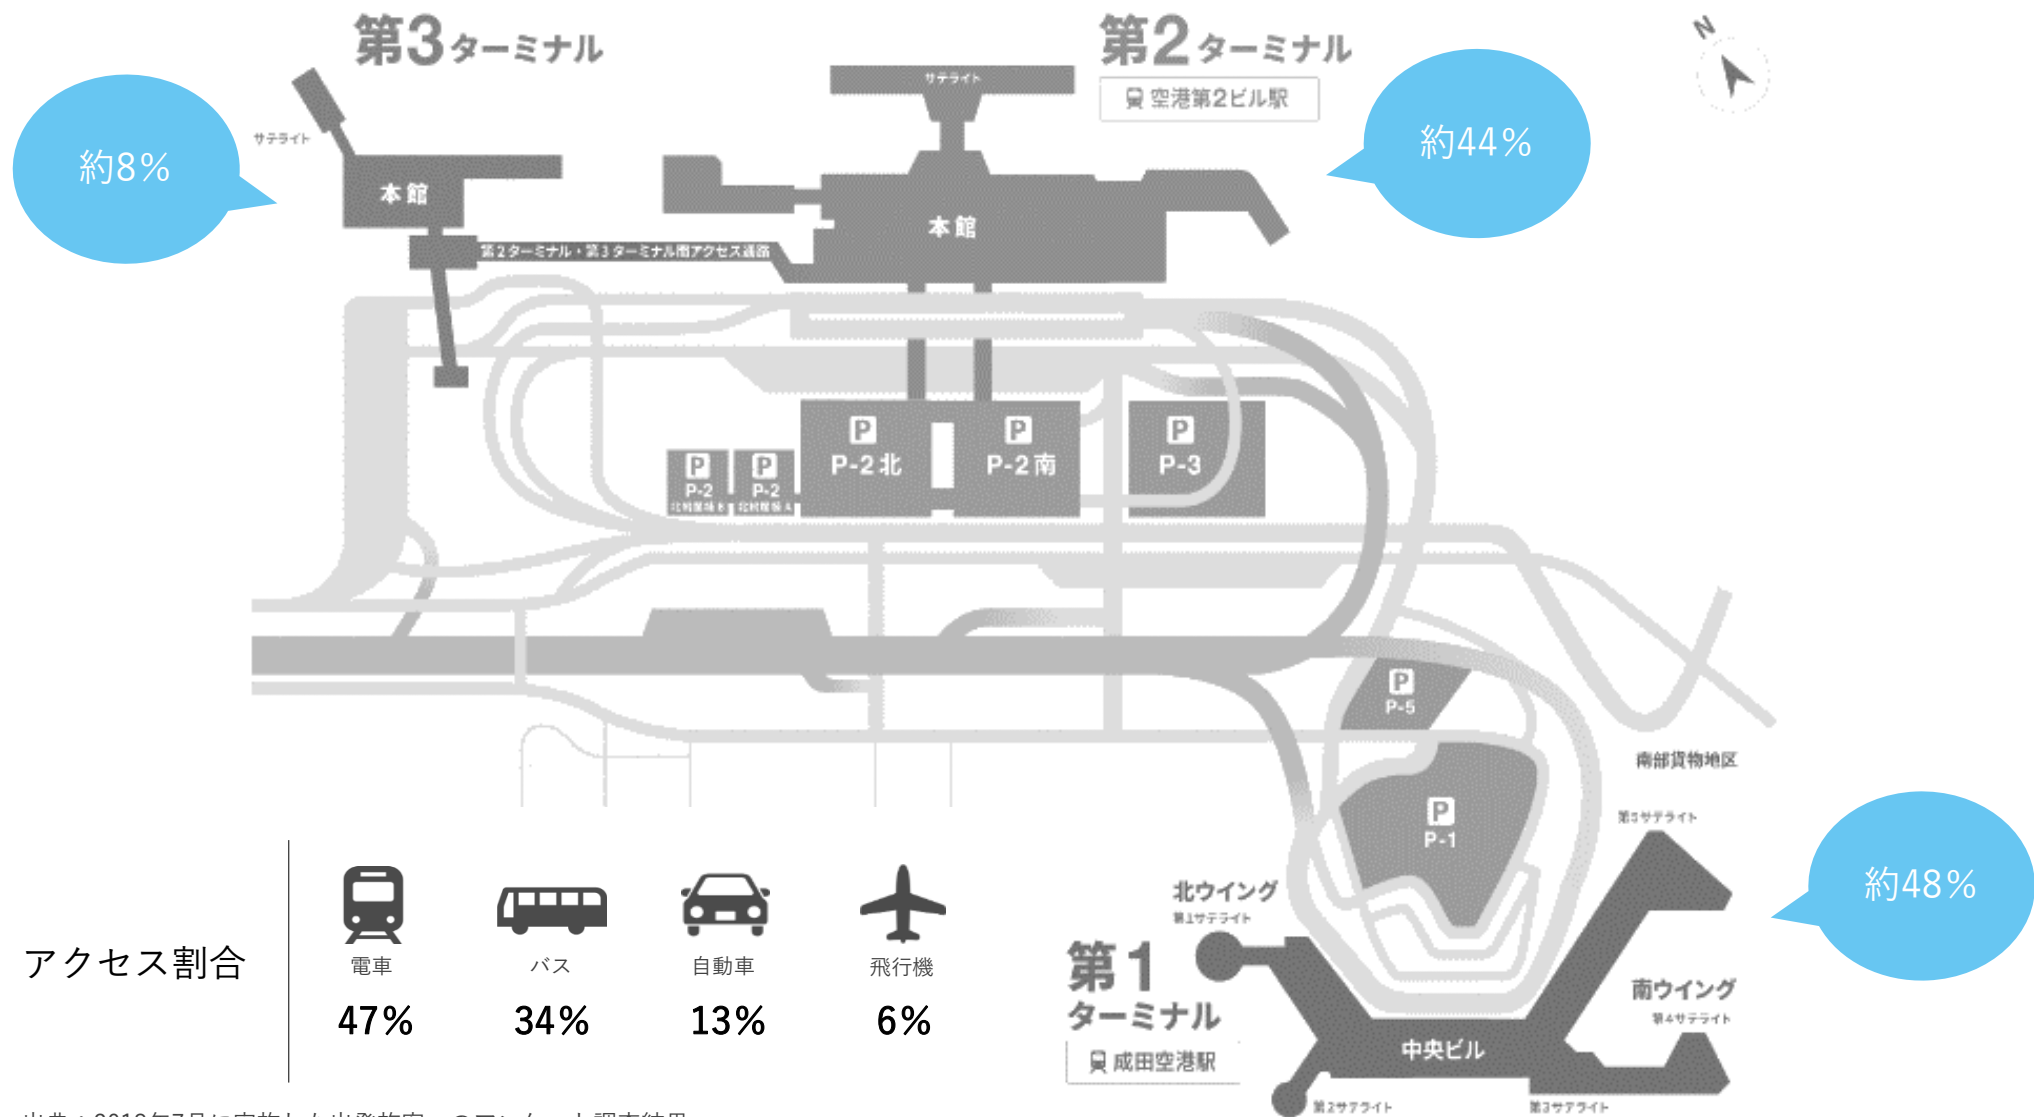 第3ターミナル
第2ターミナル
N
サテライト
空港第2ビル駅
約8%
サテライト
約44%
本館
本館
第2ターミナル・第3ターミナル間アクセス通路
P
P-2北
P
P-2南
P
P-3
P
P-2
P
P-2
P
P-5
南部貨物地区
P
P-1
第5サテライト
約48%
北ウイング
第1サテライト
第1
ターミナル
成田空港駅
南ウイング
第4サテライト
中央ビル
第2サテライト
第3サテライト
アクセス割合
電車
バス
自動車
飛行機
47%
34%
13%
6%